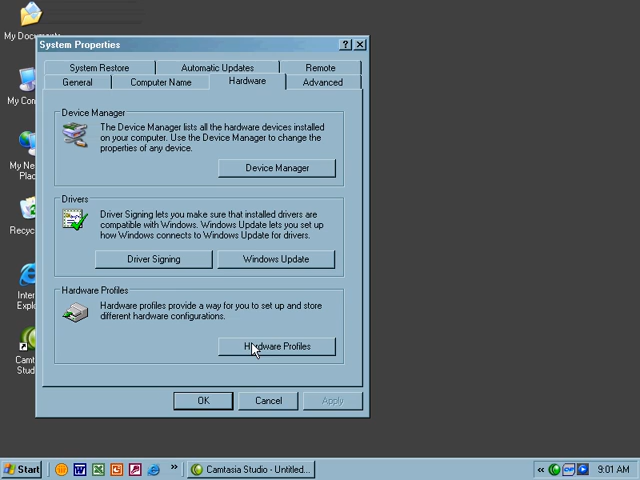 My Docum
System Properties
System Restore
Automatic Updates
Remote
General
Computer Name
Hardware
Advanced
My Com
My Ne
Place
Recyc
Inter
Explo
Camt
Studi
Device Manager
The Device Manager lists all the hardware devices installed
on your computer. Use the Device Manager to change the
properties of any device.
Device Manager
Drivers
Driver Signing lets you make sure that installed drivers are
compatible with Windows. Windows Update lets you set up
how Windows connects to Windows Update for drivers.
Driver Signing
Windows Update
Hardware Profiles
Hardware profiles provide a way for you to set up and store
different hardware configurations.
Hardware Profiles
OK
Cancel
Apply
Start
Camtasia Studio - Untitled...
9:01 AM